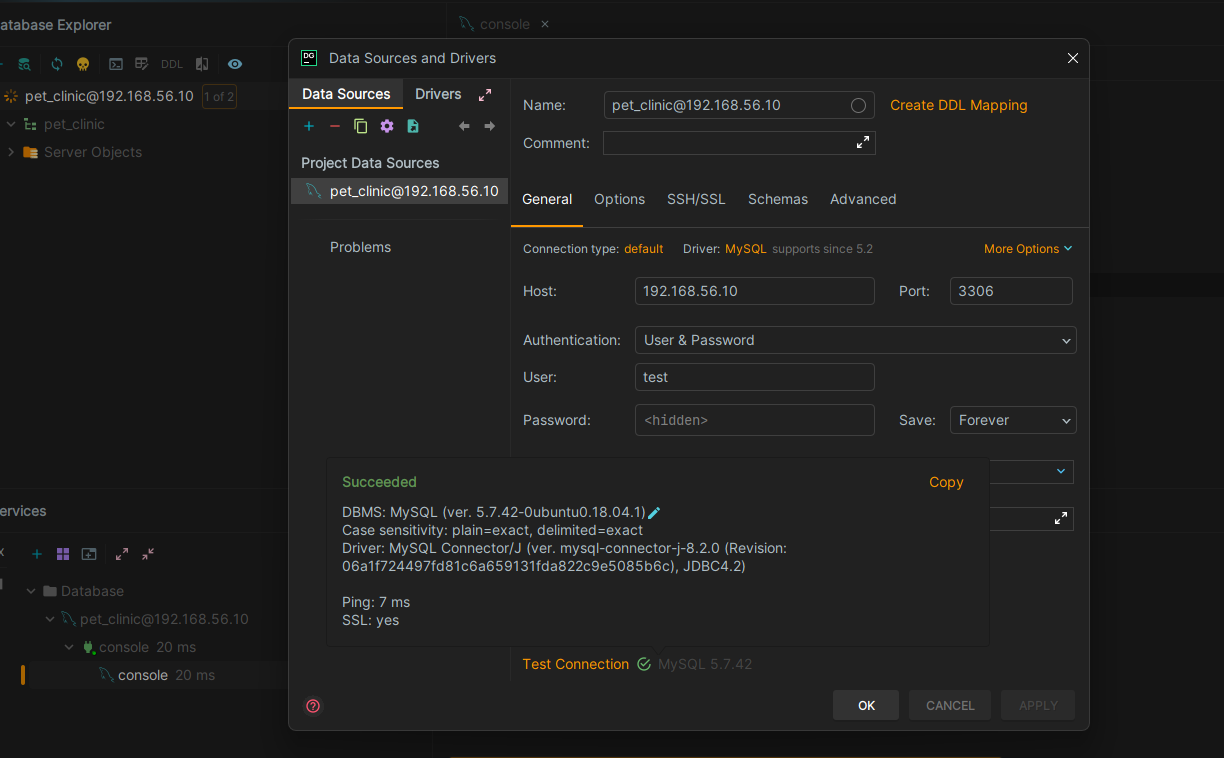 atabase Explorer
console
DDL
pet_clinic@192.168.56.10 1 of 2
pet_clinic
Server Objects
DG Data Sources and Drivers
Data Sources Drivers
Project Data Sources
pet_clinic@192.168.56.10
Problems
Name: pet_clinic@192.168.56.10 Create DDL Mapping
Comment:
General Options SSH/SSL Schemas Advanced
Connection type: default Driver: MySQL supports since 5.2 More Options
Host: 192.168.56.10 Port: 3306
Authentication: User & Password
User: test
Password: <hidden> Save: Forever
Succeeded Copy
DBMS: MySQL (ver. 5.7.42-0ubuntu0.18.04.1)
Case sensitivity: plain=exact, delimited=exact
Driver: MySQL Connector/J (ver. mysql-connector-j-8.2.0 (Revision:
06a1f724497fd81c6a659131fda822c9e5085b6c), JDBC4.2)
Ping: 7 ms
SSL: yes
Test Connection MySQL 5.7.42
OK CANCEL APPLY
ervices
Database
pet_clinic@192.168.56.10
console 20 ms
console 20 ms